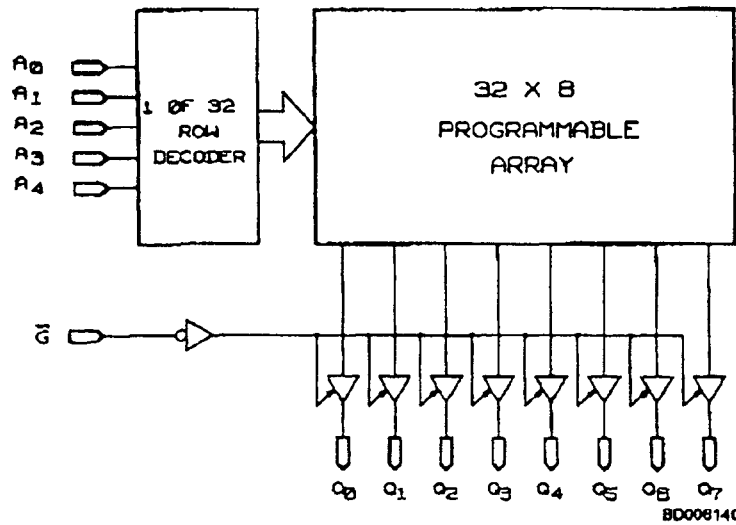 A0
A1
A2
A3
A4
1 OF 32
ROW
DECODER
32 X 8
PROGRAMMABLE
ARRAY
G̅
Q0 Q1 Q2 Q3 Q4 Q5 Q6 Q7
BD006140